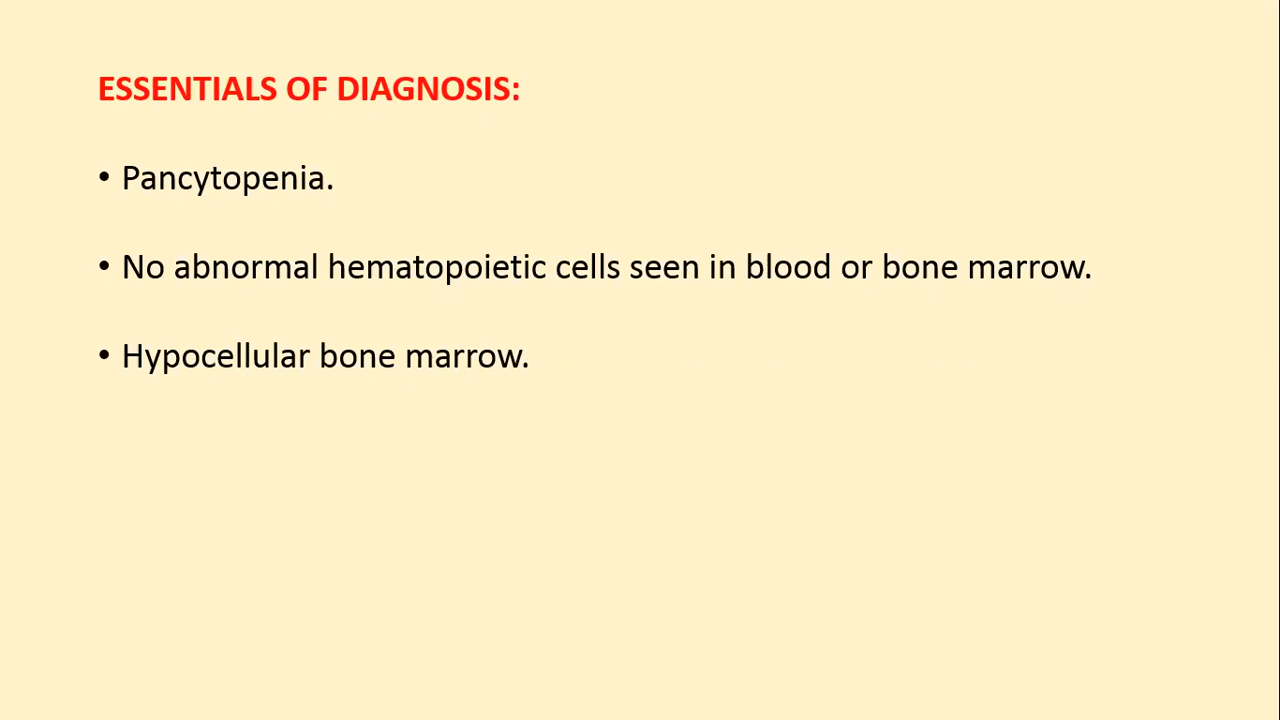 ESSENTIALS OF DIAGNOSIS:
• Pancytopenia.
• No abnormal hematopoietic cells seen in blood or bone marrow.
• Hypocellular bone marrow.